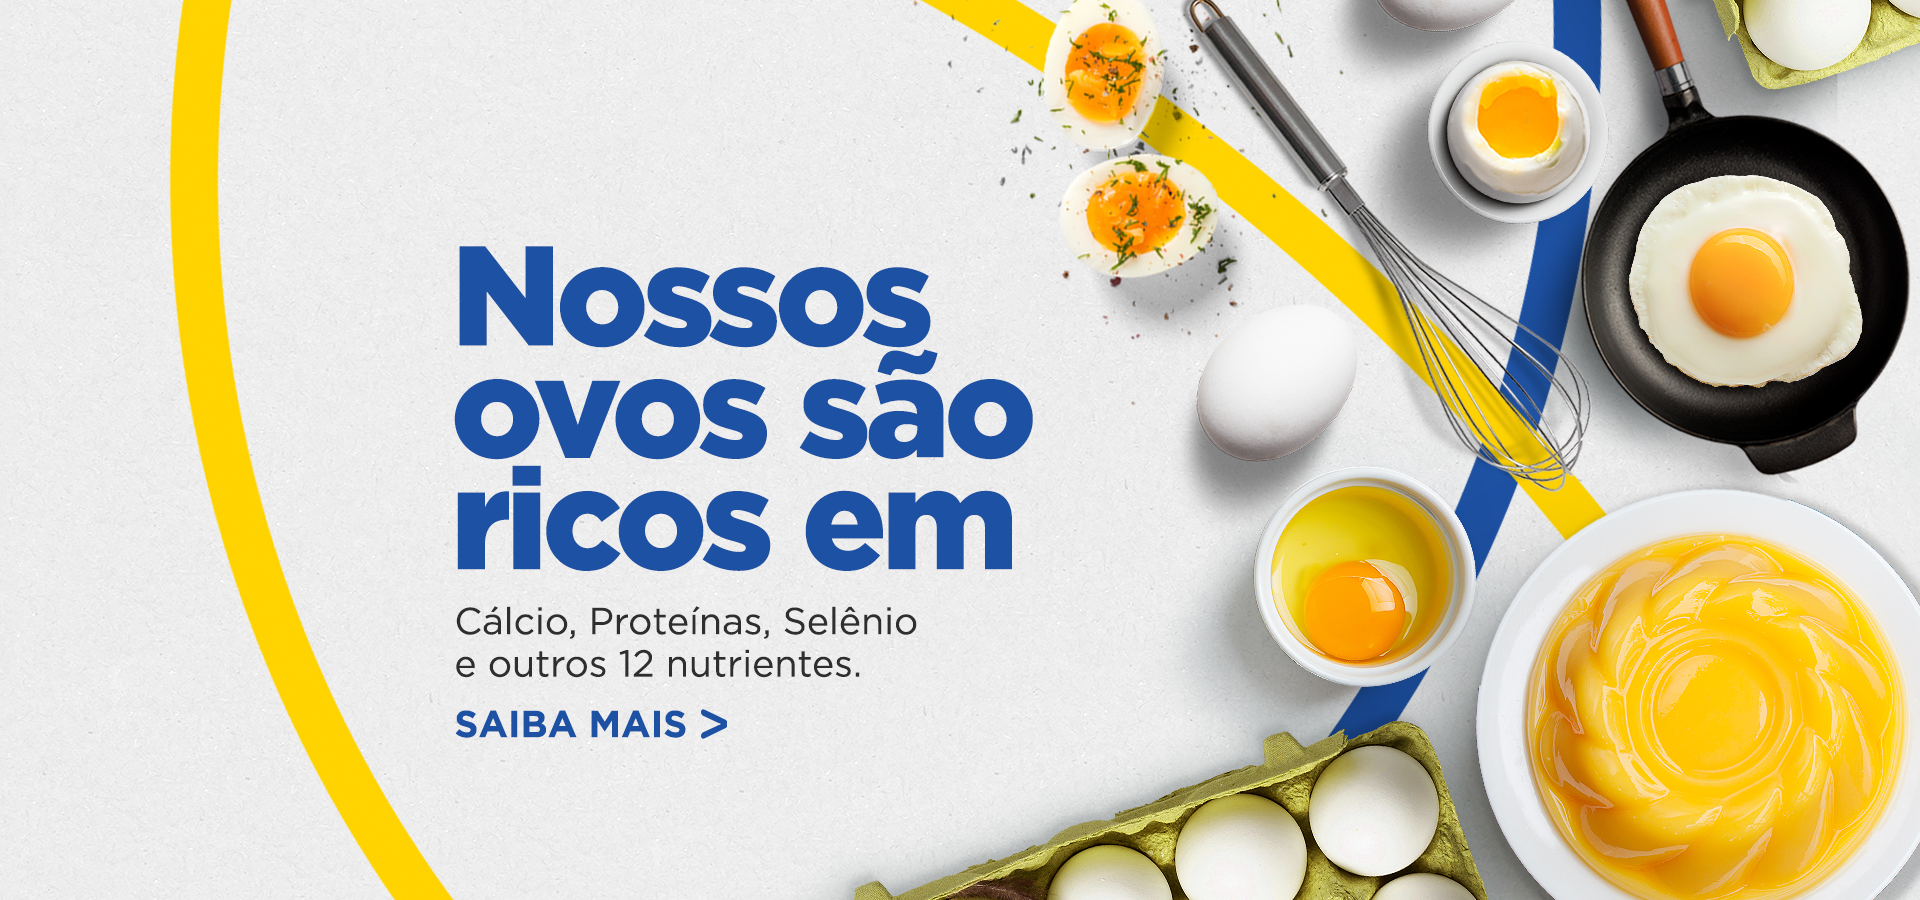 Nossos
ovos são
ricos em
Cálcio, Proteínas, Selênio
e outros 12 nutrientes.
SAIBA MAIS >